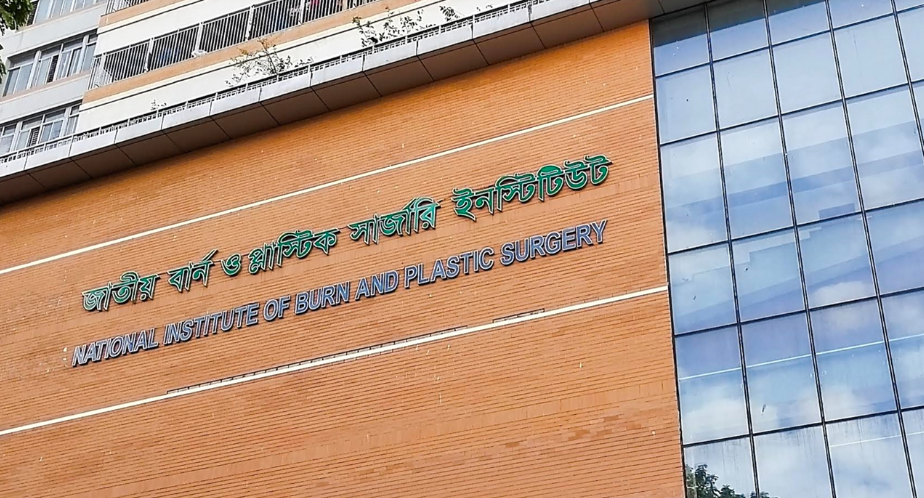 জাতীয় বার্ন ও প্লাস্টিক সার্জারি ইনস্টিটিউট
NATIONAL INSTITUTE OF BURN AND PLASTIC SURGERY